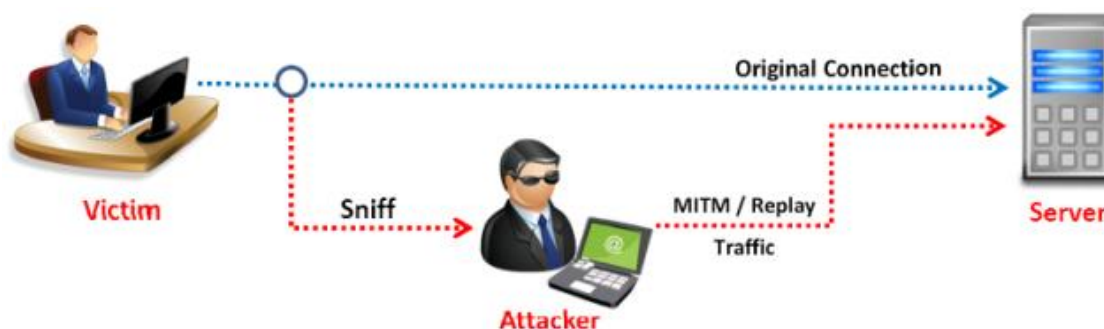 Original Connection
Victim
Sniff
MITM / Replay
Traffic
Server
Attacker